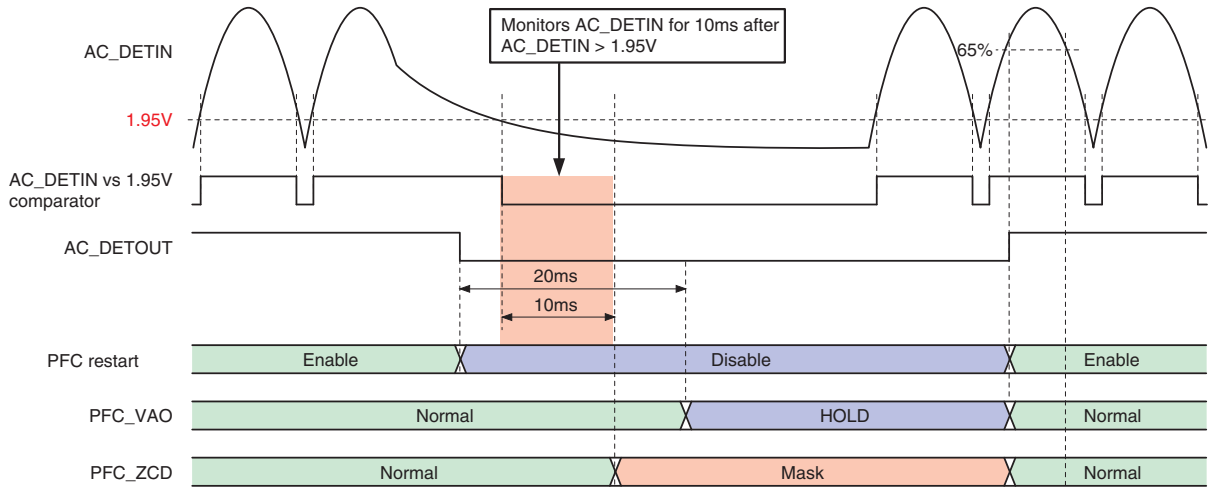 Monitors AC_DETIN for 10ms after
AC_DETIN > 1.95V
AC_DETIN
65%
1.95V
AC_DETIN vs 1.95V
comparator
AC_DETOUT
20ms
10ms
PFC restart
Enable
Disable
Enable
PFC_VAO
Normal
HOLD
Normal
PFC_ZCD
Normal
Mask
Normal